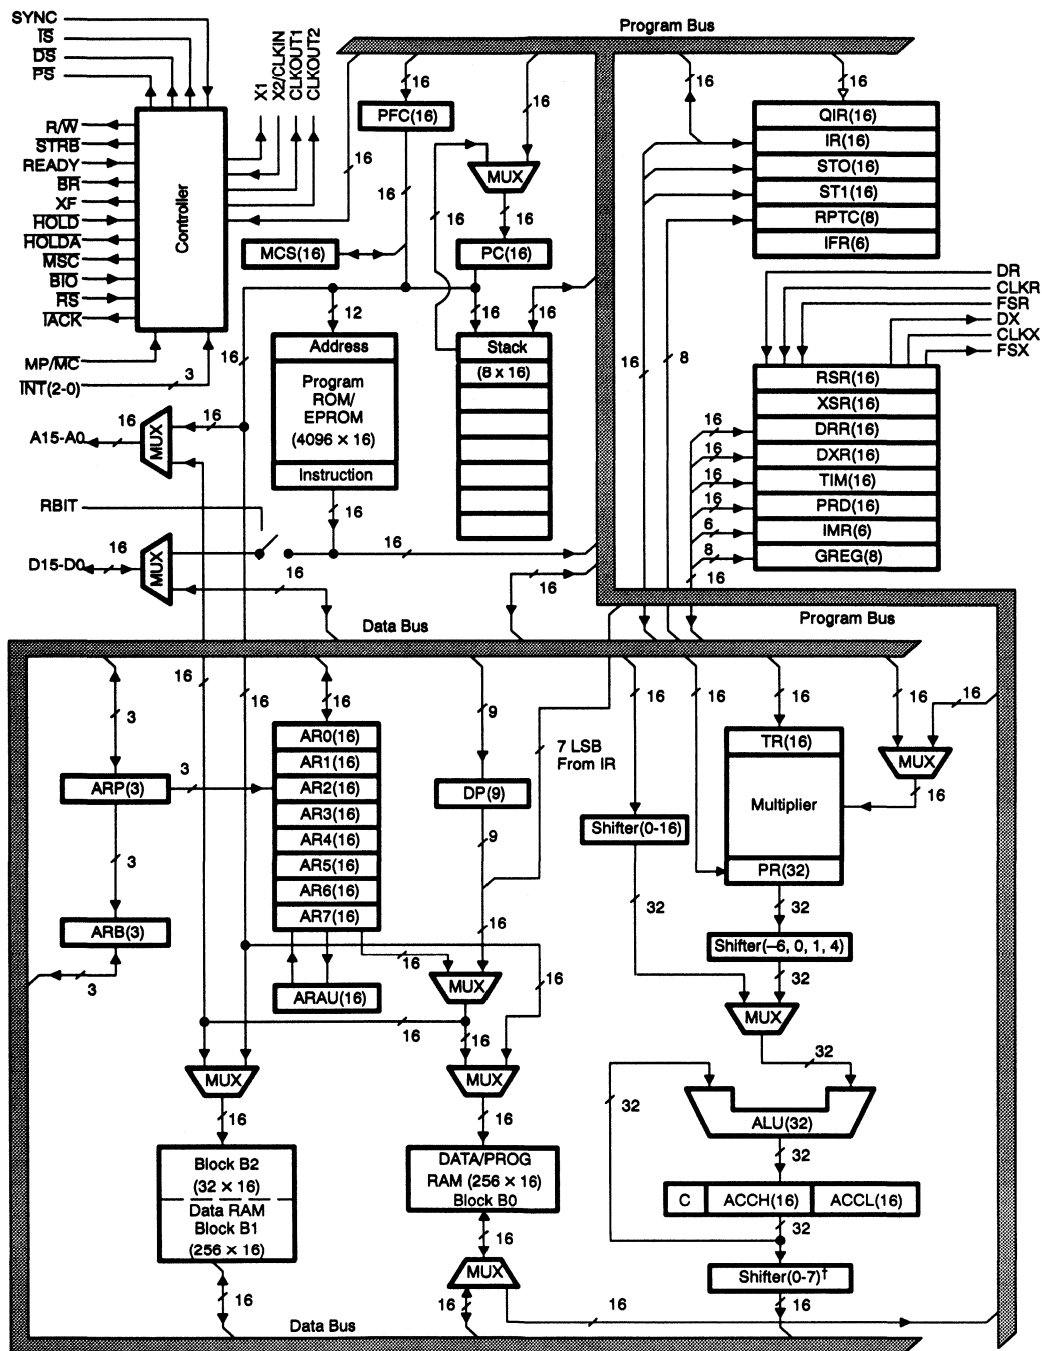 SYNC
IS
DS
PS
X1
X2/CLKIN
CLKOUT1
CLKOUT2
Program Bus
R/W
STRB
READY
BR
XF
HOLD
HOLDA
MSC
BIO
RS
IACK
Controller
MP/MC
INT(2-0)
3
16
16
PFC(16)
16
16
MUX
16
16
16
MCS(16)
PC(16)
16
QIR(16)
IR(16)
STO(16)
ST1(16)
RPTC(8)
IFR(6)
16
16
DR
CLKR
FSR
DX
CLKX
FSX
12
16
16
Address
Program
ROM/
EPROM
(4096 × 16)
Instruction
Stack
(8 x 16)
16
16
8
RSR(16)
XSR(16)
DRR(16)
DXR(16)
TIM(16)
PRD(16)
IMR(6)
GREG(8)
16
16
16
16
6
8
16
A15-A0
16
MUX
16
RBIT
16
16
D15-D0
16
MUX
16
16
Data Bus
Program Bus
16
16
3
16
9
7 LSB
From IR
16
16
16
16
16
ARP(3)
3
AR0(16)
AR1(16)
AR2(16)
AR3(16)
AR4(16)
AR5(16)
AR6(16)
AR7(16)
DP(9)
9
TR(16)
Multiplier
PR(32)
MUX
16
Shifter(0-16)
3
ARB(3)
3
16
32
32
Shifter(–6, 0, 1, 4)
32
ARAU(16)
MUX
16
16
16
MUX
32
MUX
16
MUX
16
32
ALU(32)
32
Block B2
(32 × 16)
Data RAM
Block B1
(256 × 16)
DATA/PROG
RAM (256 × 16)
Block B0
C
ACCH(16)
ACCL(16)
32
16
MUX
Shifter(0-7)†
16
16
16
16
Data Bus